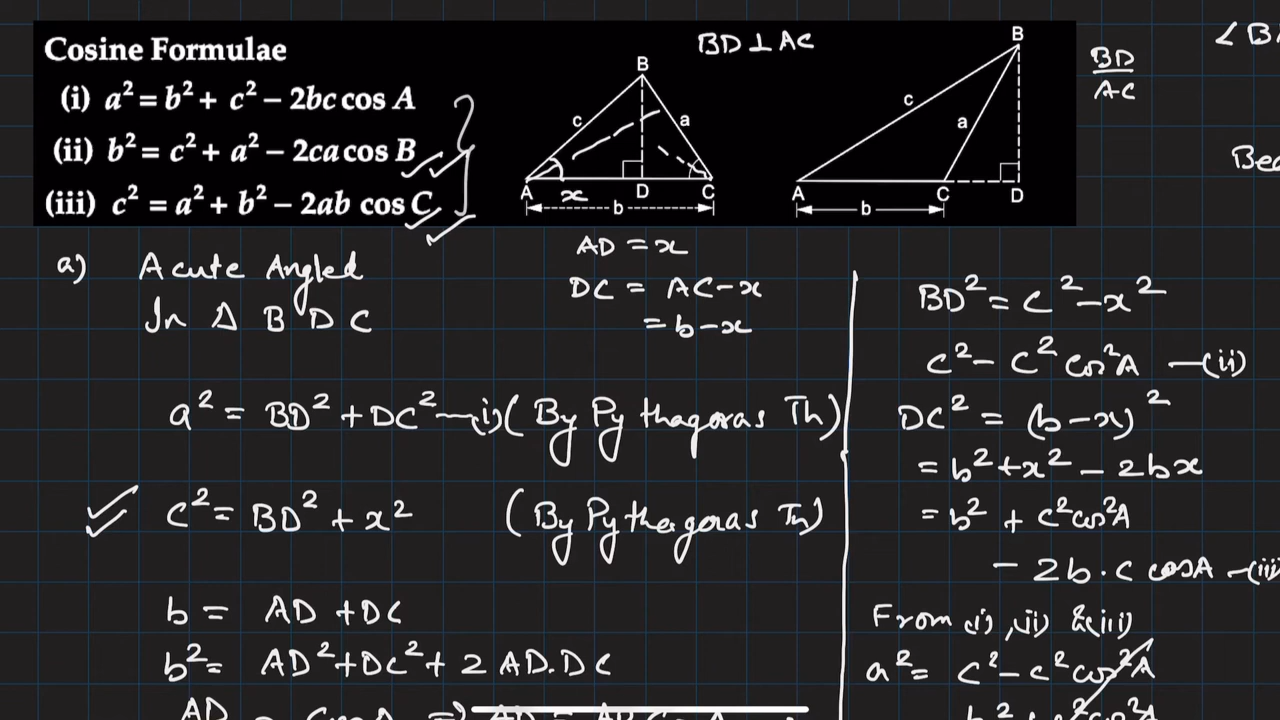 Cosine Formulae
(i) a² = b² + c² – 2bc cos A
(ii) b² = c² + a² – 2ca cos B
(iii) c² = a² + b² – 2ab cos C
BD ⊥ AC
B
c
a
A
x
D
C
b
B
c
a
A
C
D
b
BD
AC
Bec
a) Acute Angled
In Δ BDC
AD = x
DC = AC-x
= b-x
a² = BD² + DC² —(i) (By Pythagoras Th)
c² = BD² + x² (By Pythagoras Th)
b = AD + DC
b² = AD² + DC² + 2 AD.DC
AD
BD² = c² - x²
c² - c² cos²A —(ii)
DC² = (b-x)²
= b² + x² - 2bx
= b² + c² cos²A
- 2b.c cosA —(iii
From (i), (ii) & (iii)
a² = c² - c² cos²A